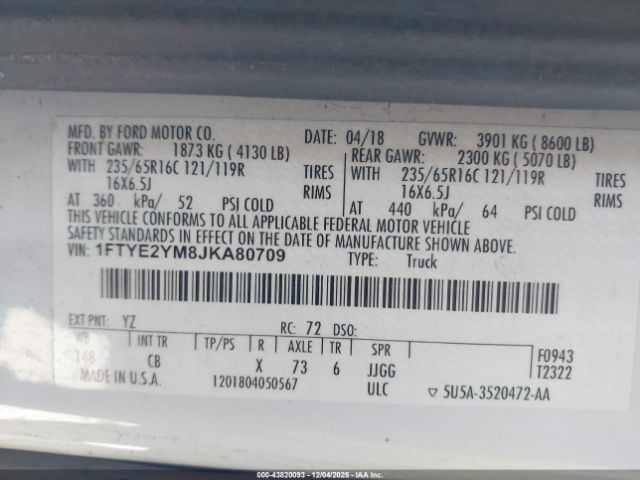 MFD. BY FORD MOTOR CO.
DATE: 04/18 GVWR: 3901 KG ( 8600 LB)
FRONT GAWR: 1873 KG ( 4130 LB)
REAR GAWR: 2300 KG ( 5070 LB)
WITH 235/65R16C 121/119R TIRES
WITH 235/65R16C 121/119R TIRES
16X6.5J RIMS
16X6.5J RIMS
AT 360 kPa/ 52 PSI COLD
AT 440 kPa/ 64 PSI COLD
THIS VEHICLE CONFORMS TO ALL APPLICABLE FEDERAL MOTOR VEHICLE
SAFETY STANDARDS IN EFFECT ON THE DATE OF MANUFACTURE SHOWN ABOVE.
VIN: 1FTYE2YM8JKA80709
TYPE: Truck
EXT PNT: YZ RC: 72 DSO:
WB INT TR TP/PS R AXLE TR SPR
148 CB X 73 6 JJGG
F0943
T2322
MADE IN U.S.A. 1201804050567 ULC ▽ 5U5A-3520472-AA
000-43820093 - 12/04/2025 - IAAI.COM